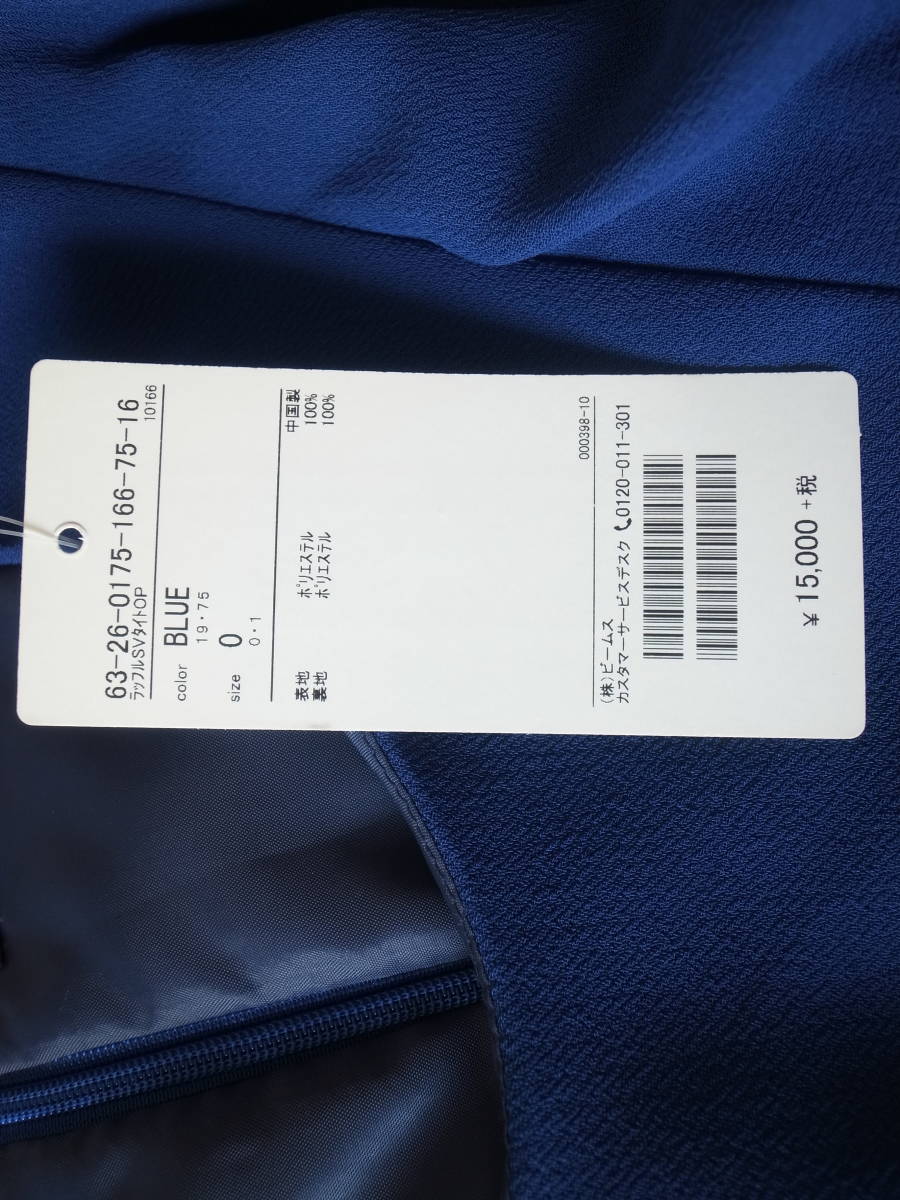 63-26-0175-166-75-16
ラッフルSVタイトOP 10166
color BLUE
19・75
size 0
0・1
中国製
表地 ﾎﾟﾘｴｽﾃﾙ 100%
裏地 ﾎﾟﾘｴｽﾃﾙ 100%
000398-10
(株)ビームス
カスタマーサービスデスク 0120-011-301
¥ 15,000 +税